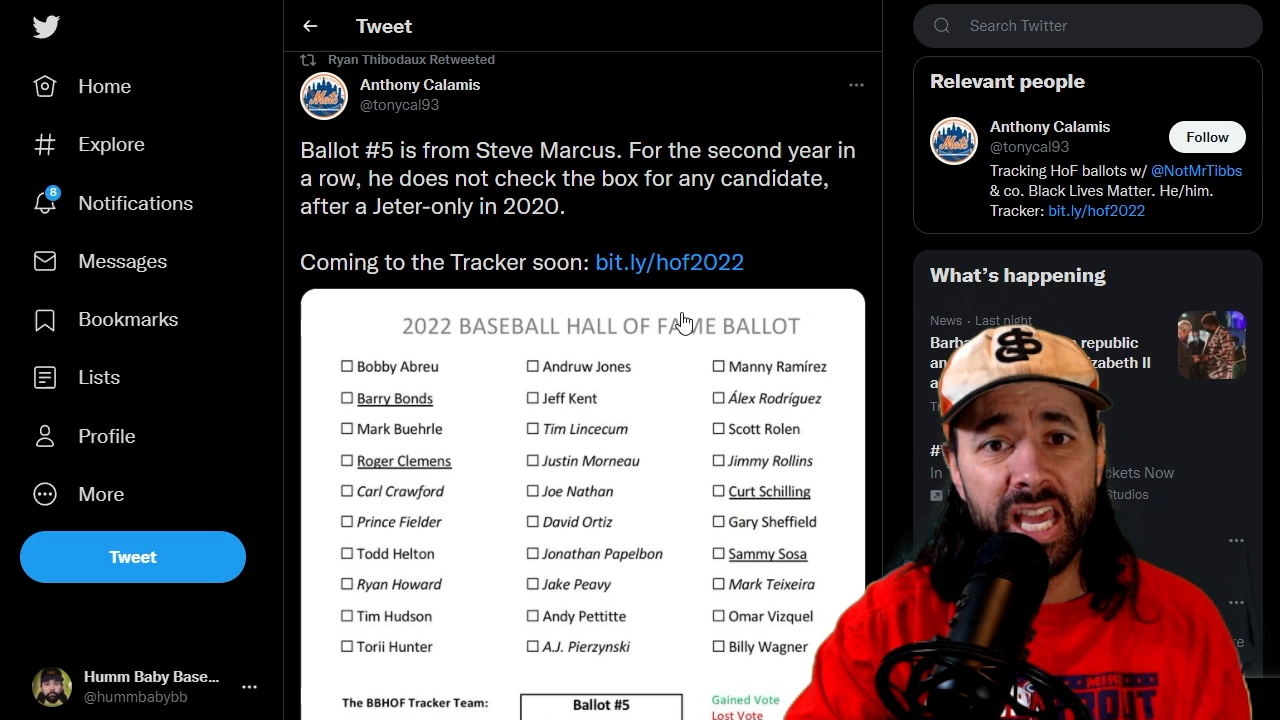 Home
Explore
8
Notifications
Messages
Bookmarks
Lists
Profile
More
Tweet
Humm Baby Base...
@hummbabybb
Tweet
Ryan Thibodaux Retweeted
Anthony Calamis
@tonycal93
Ballot #5 is from Steve Marcus. For the second year in
a row, he does not check the box for any candidate,
after a Jeter-only in 2020.
Coming to the Tracker soon: bit.ly/hof2022
2022 BASEBALL HALL OF FAME BALLOT
Bobby Abreu
Barry Bonds
Mark Buehrle
Roger Clemens
Carl Crawford
Prince Fielder
Todd Helton
Ryan Howard
Tim Hudson
Torii Hunter
Andruw Jones
Jeff Kent
Tim Lincecum
Justin Morneau
Joe Nathan
David Ortiz
Jonathan Papelbon
Jake Peavy
Andy Pettitte
A.J. Pierzynski
Manny Ramírez
Álex Rodríguez
Scott Rolen
Jimmy Rollins
Curt Schilling
Gary Sheffield
Sammy Sosa
Mark Teixeira
Omar Vizquel
Billy Wagner
The BBHOF Tracker Team:
Ballot #5
Gained Vote
Lost Vote
Search Twitter
Relevant people
Anthony Calamis
@tonycal93
Follow
Tracking HoF ballots w/ @NotMrTibbs
& co. Black Lives Matter. He/him.
Tracker: bit.ly/hof2022
What's happening
News · Last night
republic
izabeth II
In
ckets Now
Studios